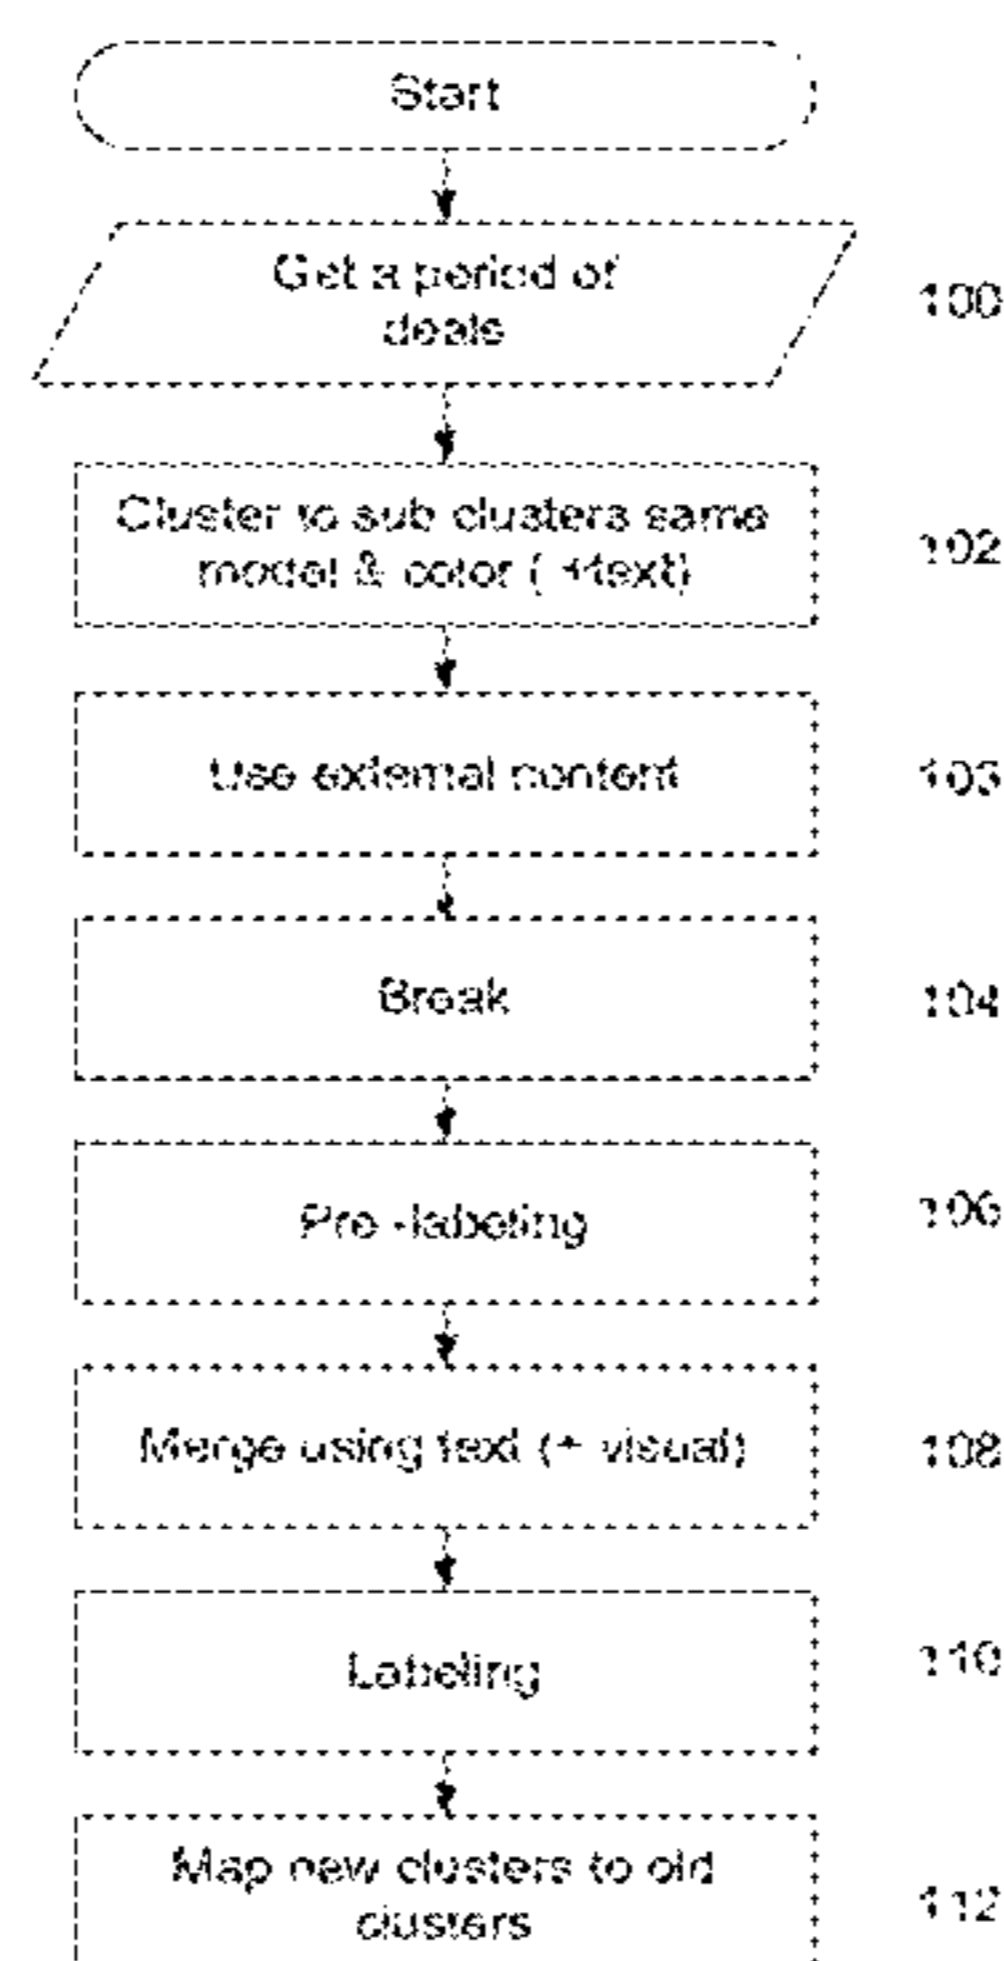 Start
Get a period of
deals
100
Cluster to sub clusters same
model & color ( +text)
102
Use external content
103
Break
104
Pre -labeling
106
Merge using text (+ visual)
108
Labeling
110
Map new clusters to old
clusters
112